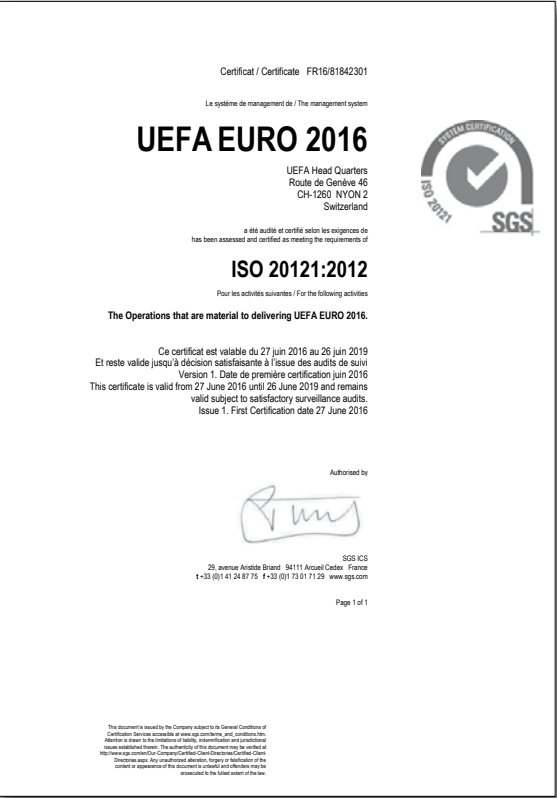 Certificat / Certificate FR16/81842301
Le système de management de / The management system
UEFA EURO 2016
UEFA Head Quarters
Route de Genève 46
CH-1260 NYON 2
Switzerland
SYSTEM CERTIFICATION
ISO 20121
SGS
a été audité et certifié selon les exigences de
has been assessed and certified as meeting the requirements of
ISO 20121:2012
Pour les activités suivantes / For the following activities
The Operations that are material to delivering UEFA EURO 2016.
Ce certificat est valable du 27 juin 2016 au 26 juin 2019
Et reste valide jusqu'à décision satisfaisante à l'issue des audits de suivi
Version 1. Date de première certification juin 2016
This certificate is valid from 27 June 2016 until 26 June 2019 and remains
valid subject to satisfactory surveillance audits.
Issue 1. First Certification date 27 June 2016
Authorised by
SGS ICS
29, avenue Aristide Briand 94111 Arcueil Cedex France
t +33 (0)1 41 24 87 75 f +33 (0)1 73 01 71 29 www.sgs.com
Page 1 of 1
This document is issued by the Company subject to its General Conditions of
Certification Services accessible at www.sgs.com/terms_and_conditions.htm.
Attention is drawn to the limitations of liability, indemnification and jurisdictional
issues established therein. The authenticity of this document may be verified at
http://www.sgs.com/en/Our-Company/Certified-Client-Directories/Certified-Client-
Directories.aspx. Any unauthorized alteration, forgery or falsification of the
content or appearance of this document is unlawful and offenders may be
prosecuted to the fullest extent of the law.